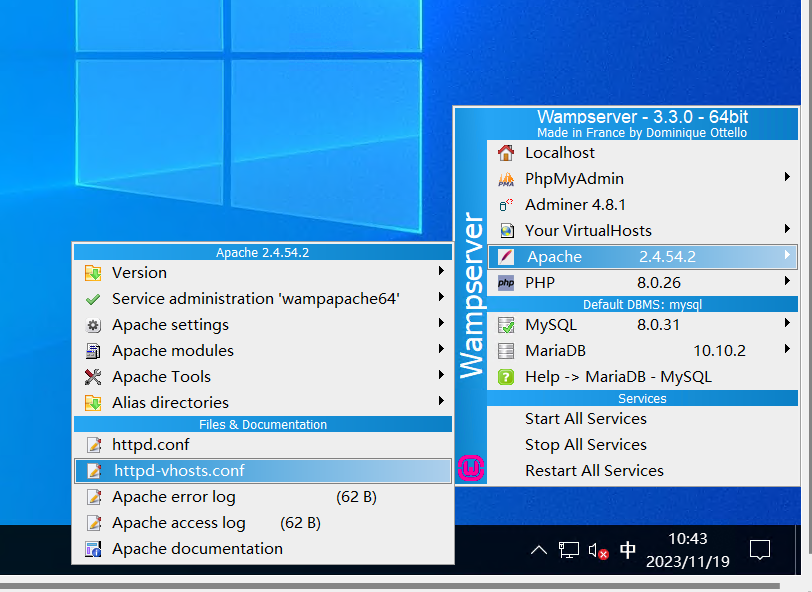 Wampserver - 3.3.0 - 64bit
Made in France by Dominique Ottello
Localhost
PhpMyAdmin
Adminer 4.8.1
Your VirtualHosts
Apache 2.4.54.2
PHP 8.0.26
Default DBMS: mysql
MySQL 8.0.31
MariaDB 10.10.2
Help -> MariaDB - MySQL
Services
Start All Services
Stop All Services
Restart All Services
Wampserver
Apache 2.4.54.2
Version
Service administration 'wampapache64'
Apache settings
Apache modules
Apache Tools
Alias directories
Files & Documentation
httpd.conf
httpd-vhosts.conf
Apache error log (62 B)
Apache access log (62 B)
Apache documentation
中
10:43
2023/11/19